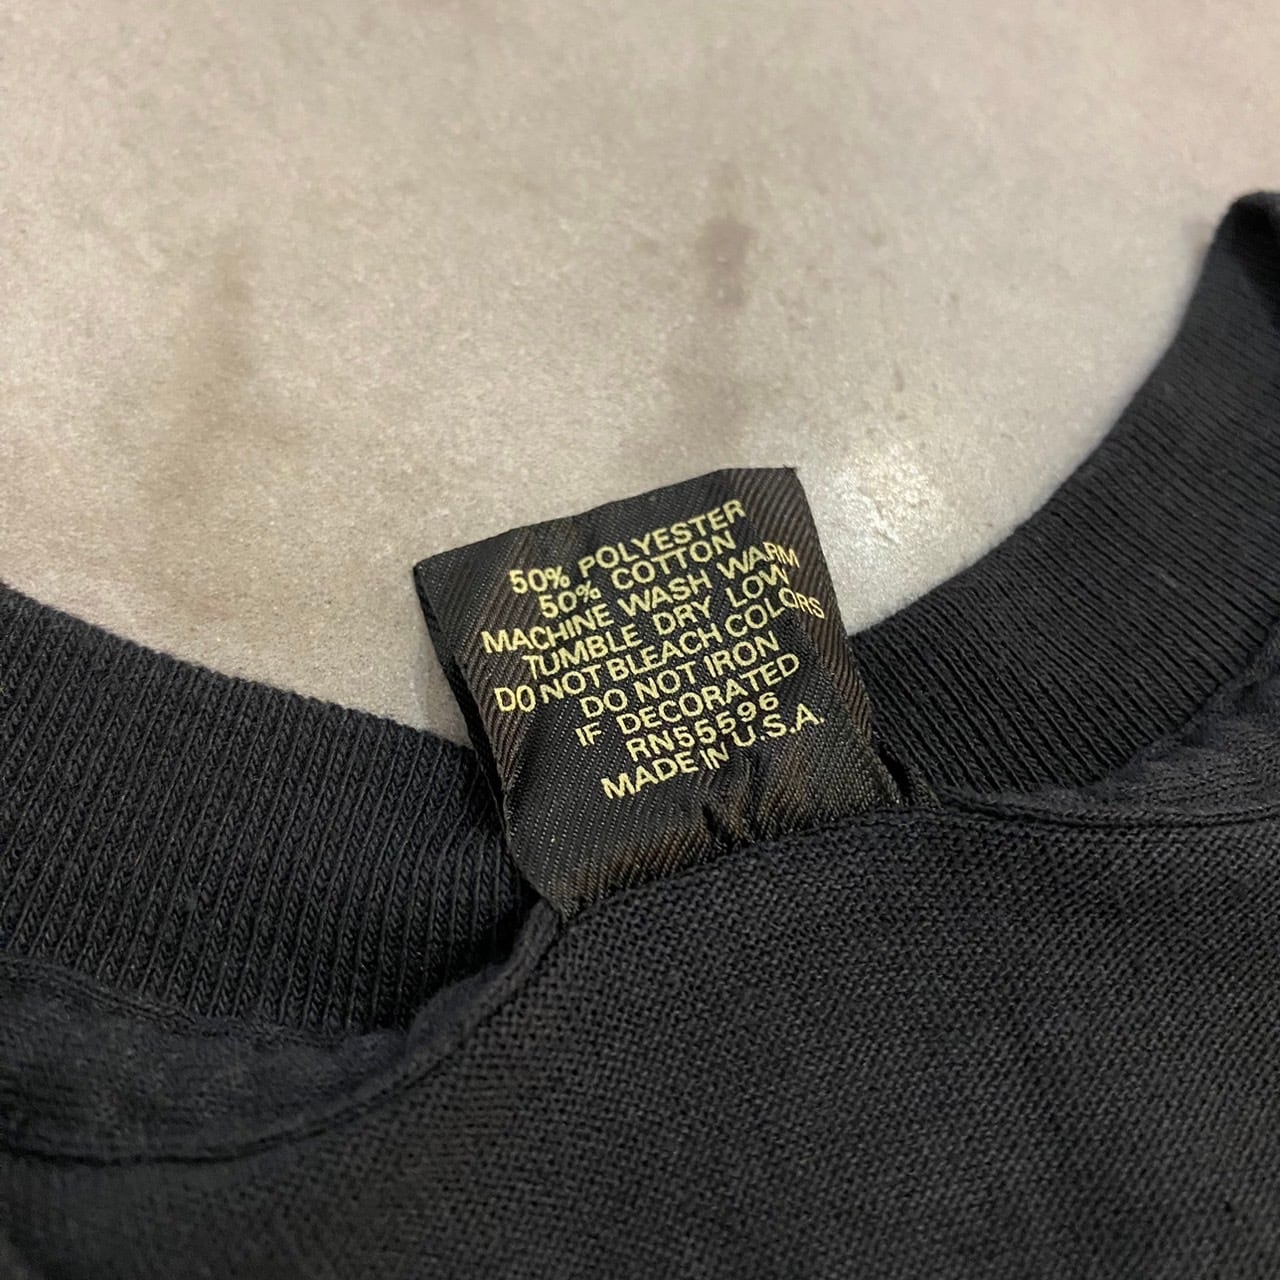 50% POLYESTER
50% COTTON
MACHINE WASH WARM
TUMBLE DRY LOW
DO NOT BLEACH COLORS
DO NOT IRON
IF DECORATED
RN55596
MADE IN U.S.A.